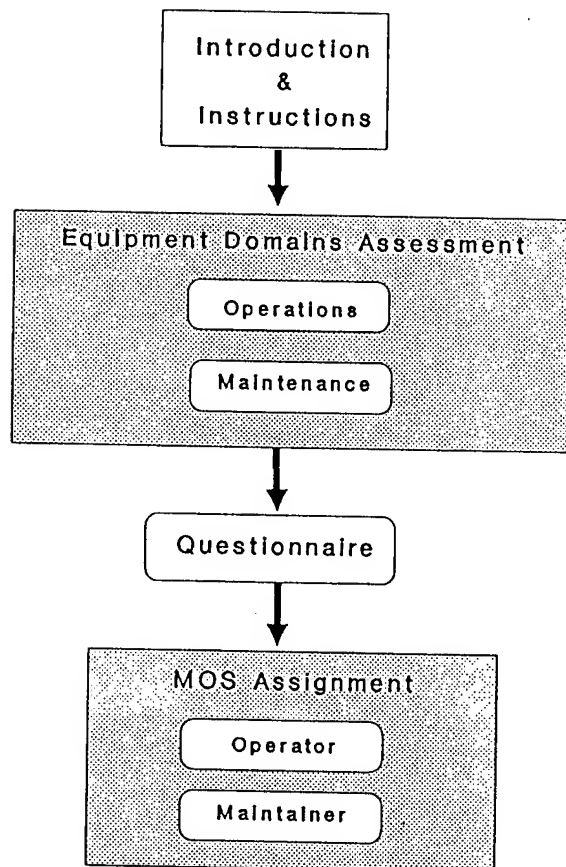 Introduction
&
Instructions
Equipment Domains Assessment
Operations
Maintenance
Questionnaire
MOS Assignment
Operator
Maintainer